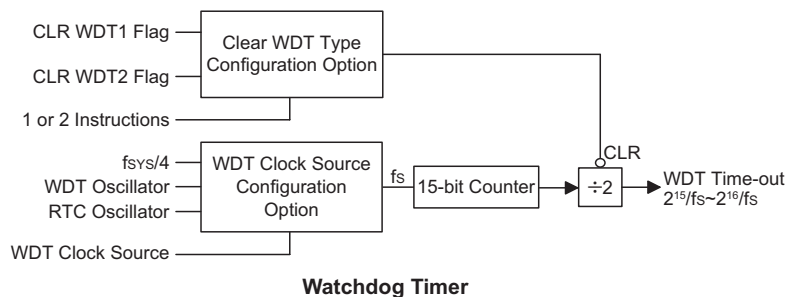 CLR WDT1 Flag
CLR WDT2 Flag
1 or 2 Instructions
Clear WDT Type
Configuration Option
fSYS/4
WDT Oscillator
RTC Oscillator
WDT Clock Source
WDT Clock Source
Configuration
Option
fS
15-bit Counter
CLR
÷2
WDT Time-out
2¹⁵/fS~2¹⁶/fS
Watchdog Timer